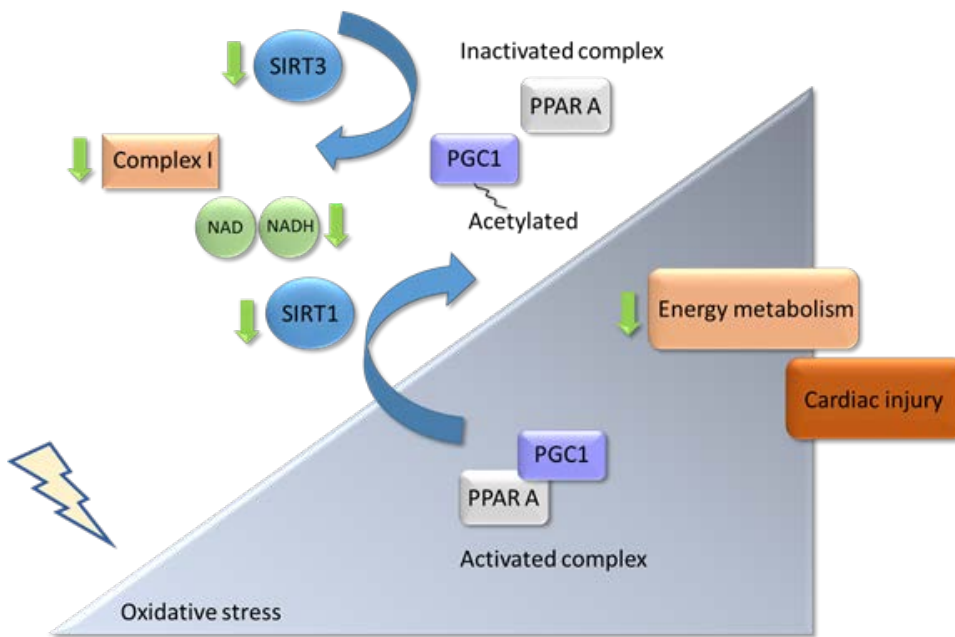 SIRT3
Inactivated complex
PPAR A
Complex I
PGC1
NAD NADH
Acetylated
SIRT1
Energy metabolism
Cardiac injury
PGC1
PPAR A
Activated complex
Oxidative stress